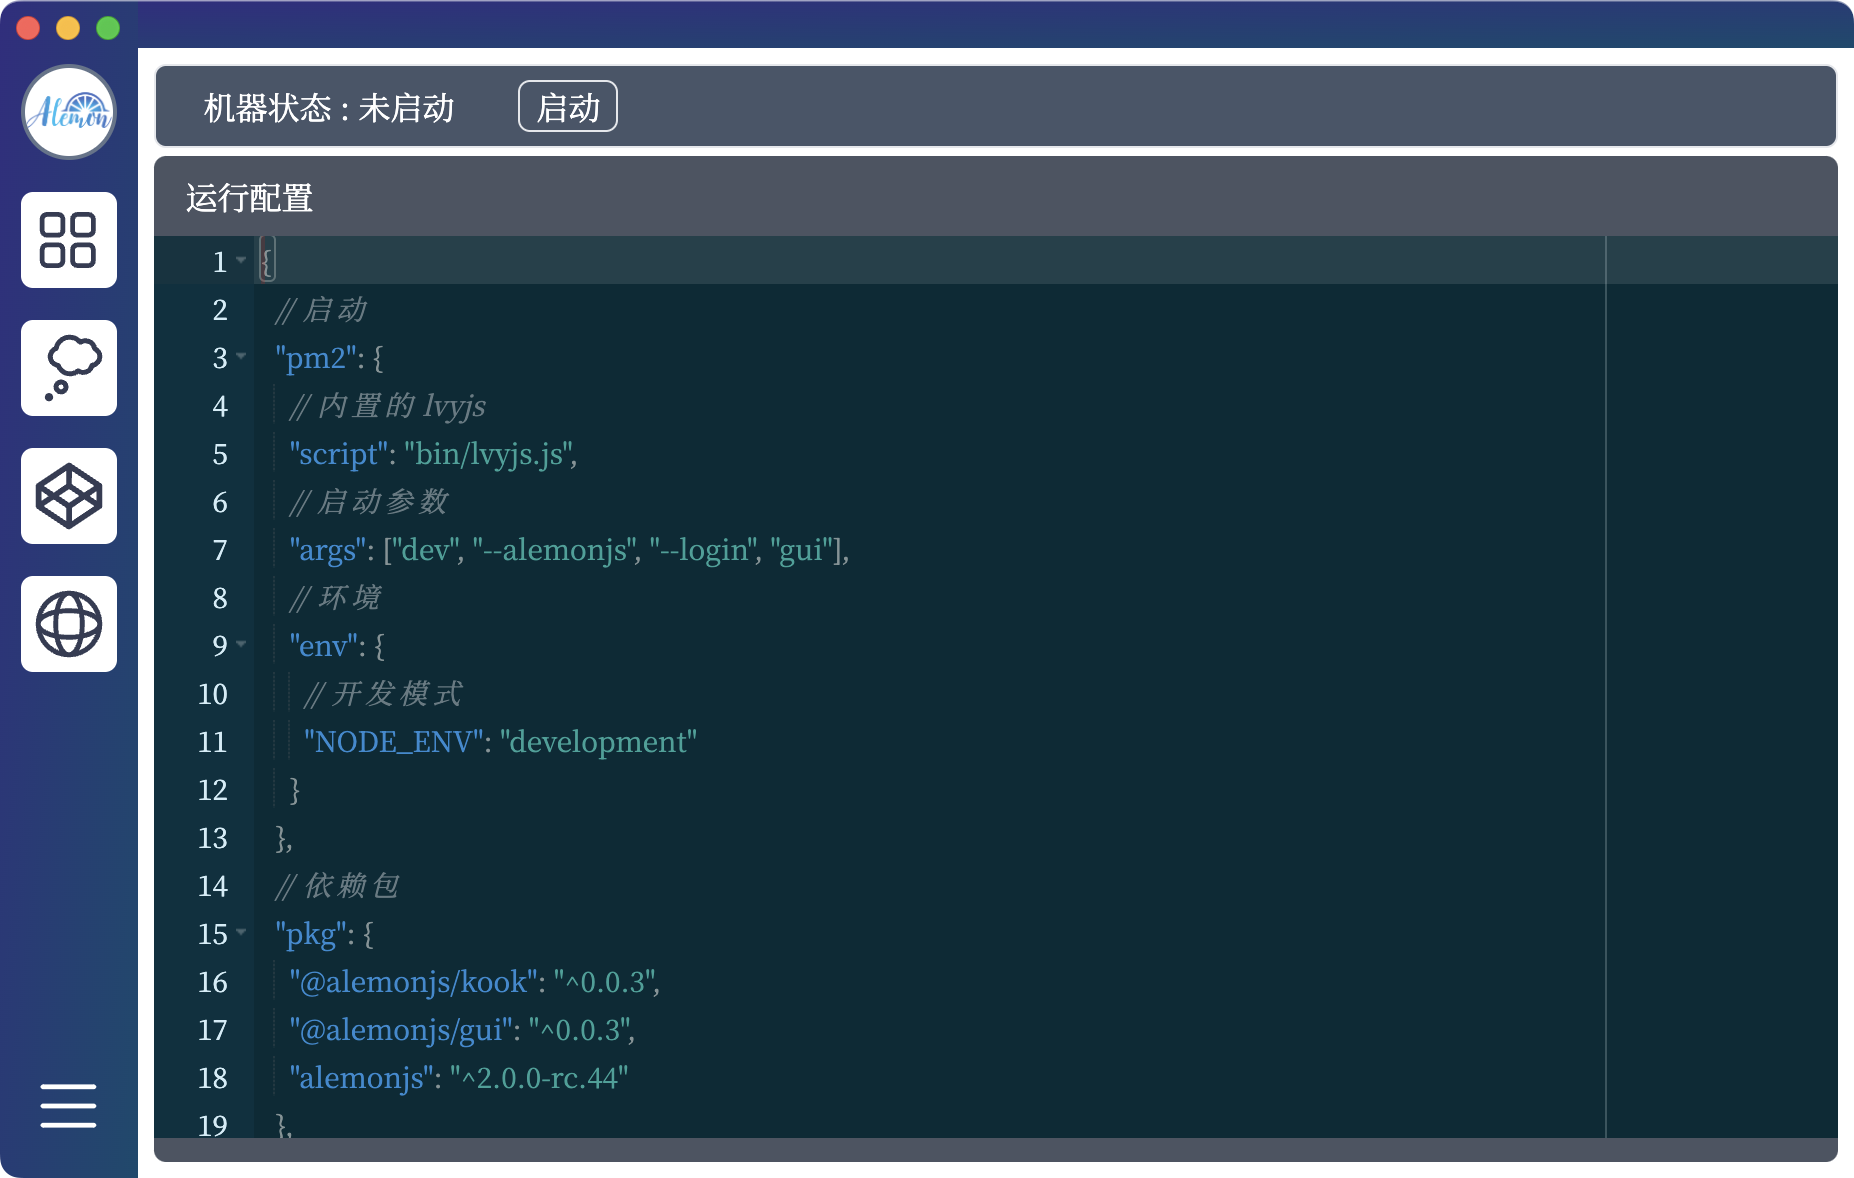 Alemon
机器状态 : 未启动
启动
运行配置
1 {
2 // 启动
3 "pm2": {
4 // 内置的 lvyjs
5 "script": "bin/lvyjs.js",
6 // 启动参数
7 "args": ["dev", "--alemonjs", "--login", "gui"],
8 // 环境
9 "env": {
10 // 开发模式
11 "NODE_ENV": "development"
12 }
13 },
14 // 依赖包
15 "pkg": {
16 "@alemonjs/kook": "^0.0.3",
17 "@alemonjs/gui": "^0.0.3",
18 "alemonjs": "^2.0.0-rc.44"
19 },